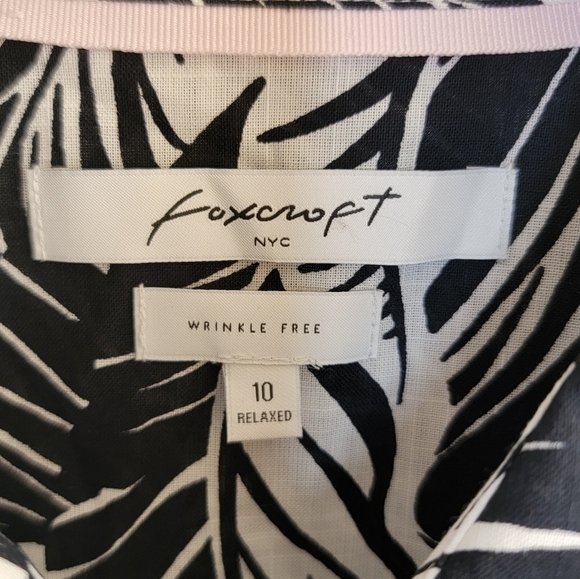 Foxcroft
NYC
WRINKLE FREE
10
RELAXED